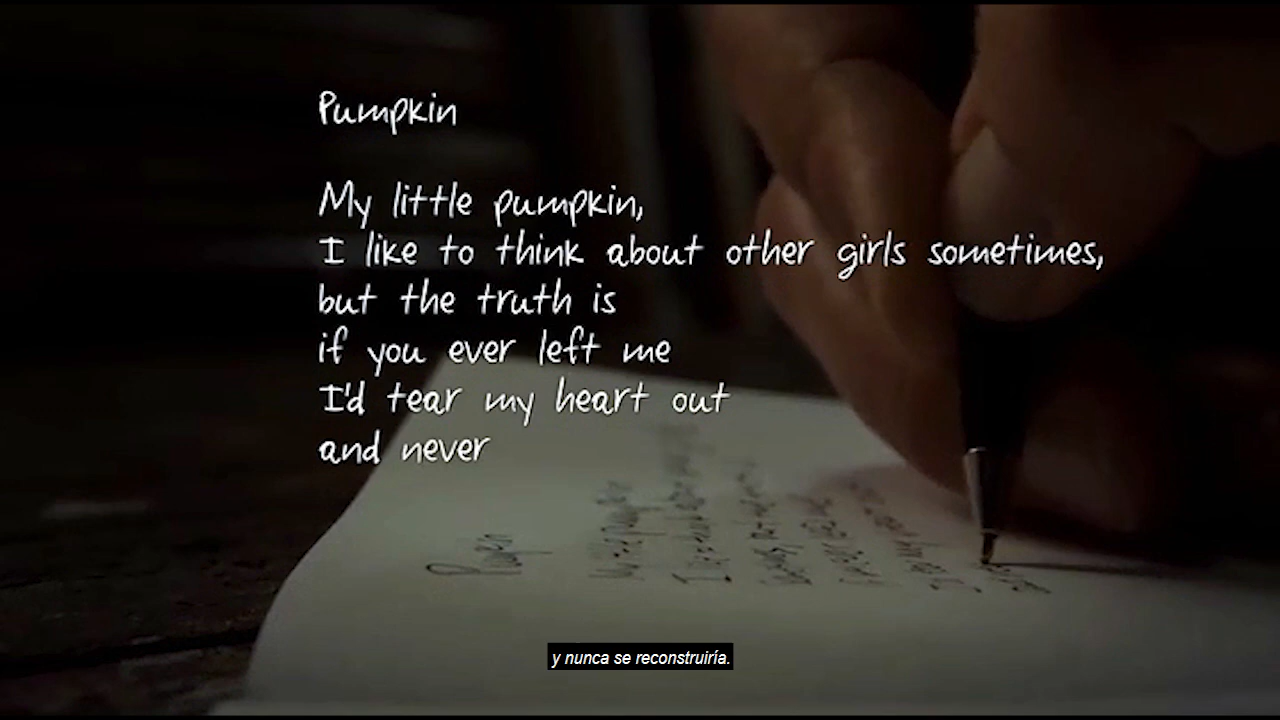 Pumpkin
My little pumpkin,
I like to think about other girls sometimes,
but the truth is
if you ever left me
I'd tear my heart out
and never
y nunca se reconstruiría.